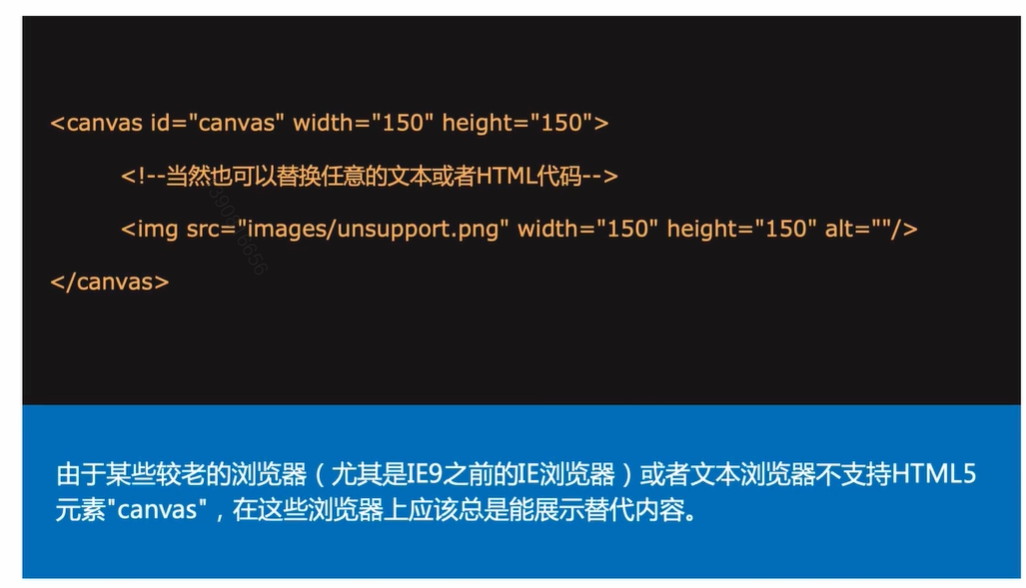 <canvas id="canvas" width="150" height="150">
<!--当然也可以替换任意的文本或者HTML代码-->
<img src="images/unsupport.png" width="150" height="150" alt=""/>
</canvas>
由于某些较老的浏览器（尤其是IE9之前的IE浏览器）或者文本浏览器不支持HTML5
元素"canvas"，在这些浏览器上应该总是能展示替代内容。